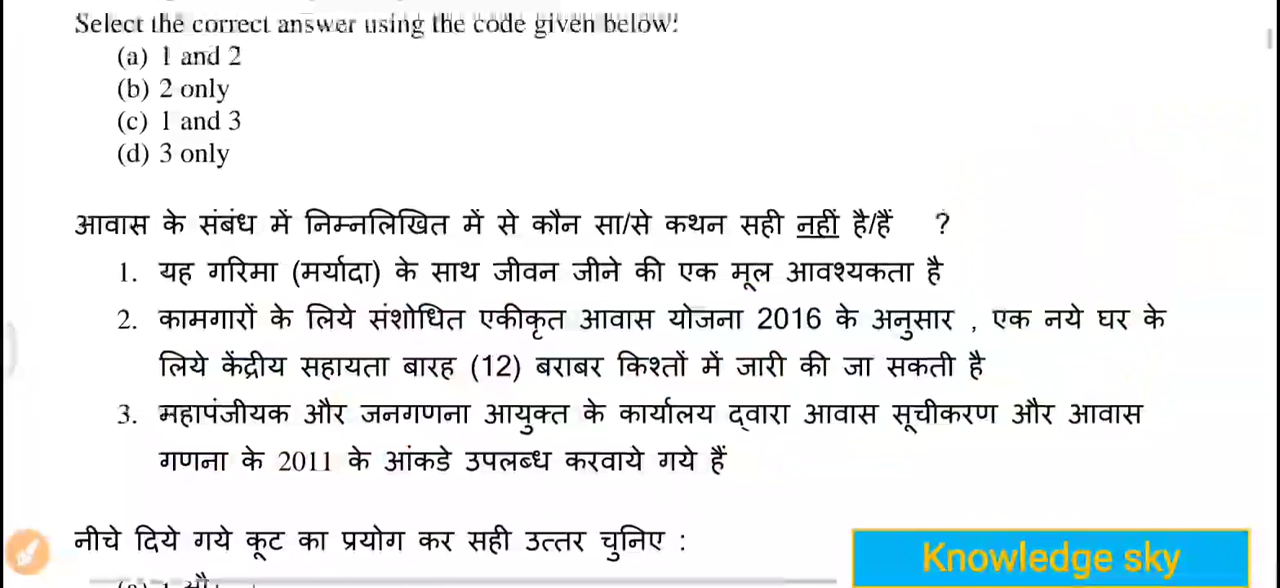 Select the correct answer using the code given below:
(a) 1 and 2
(b) 2 only
(c) 1 and 3
(d) 3 only
आवास के संबंध में निम्नलिखित में से कौन सा/से कथन सही नहीं है/हैं ?
1. यह गरिमा (मर्यादा) के साथ जीवन जीने की एक मूल आवश्यकता है
2. कामगारों के लिये संशोधित एकीकृत आवास योजना 2016 के अनुसार , एक नये घर के
लिये केंद्रीय सहायता बारह (12) बराबर किश्तों में जारी की जा सकती है
3. महापंजीयक और जनगणना आयुक्त के कार्यालय द्वारा आवास सूचीकरण और आवास
गणना के 2011 के आंकडे उपलब्ध करवाये गये हैं
नीचे दिये गये कूट का प्रयोग कर सही उत्तर चुनिए :
Knowledge sky